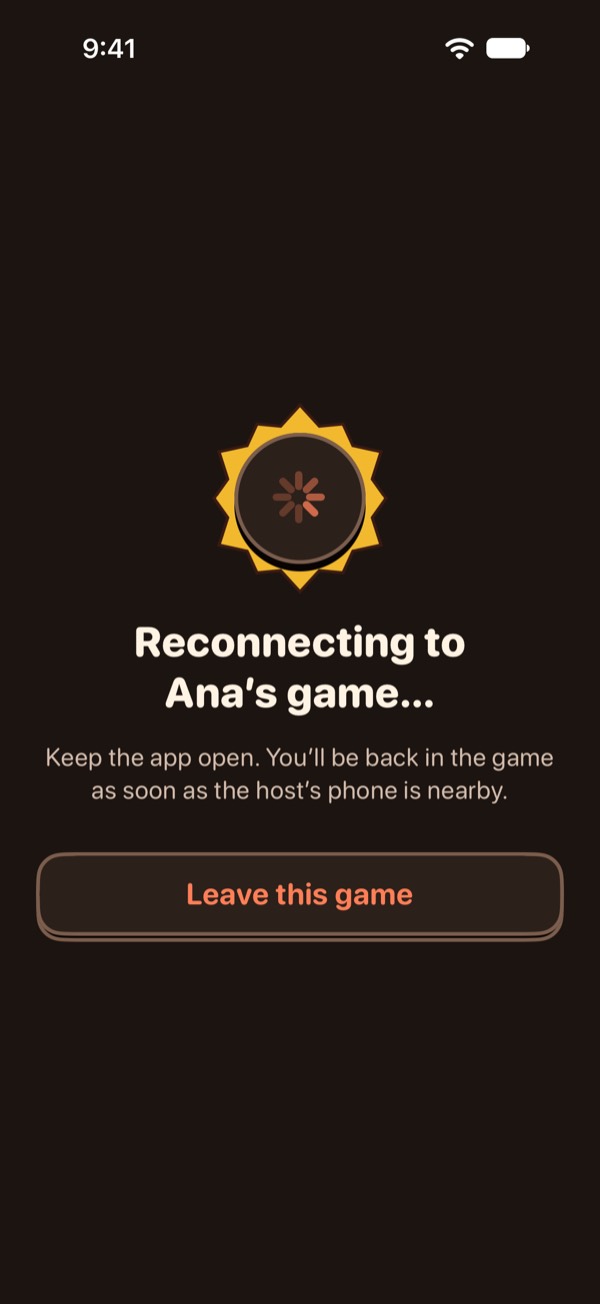 9:41
Reconnecting to
Ana’s game...
Keep the app open. You’ll be back in the game
as soon as the host’s phone is nearby.
Leave this game